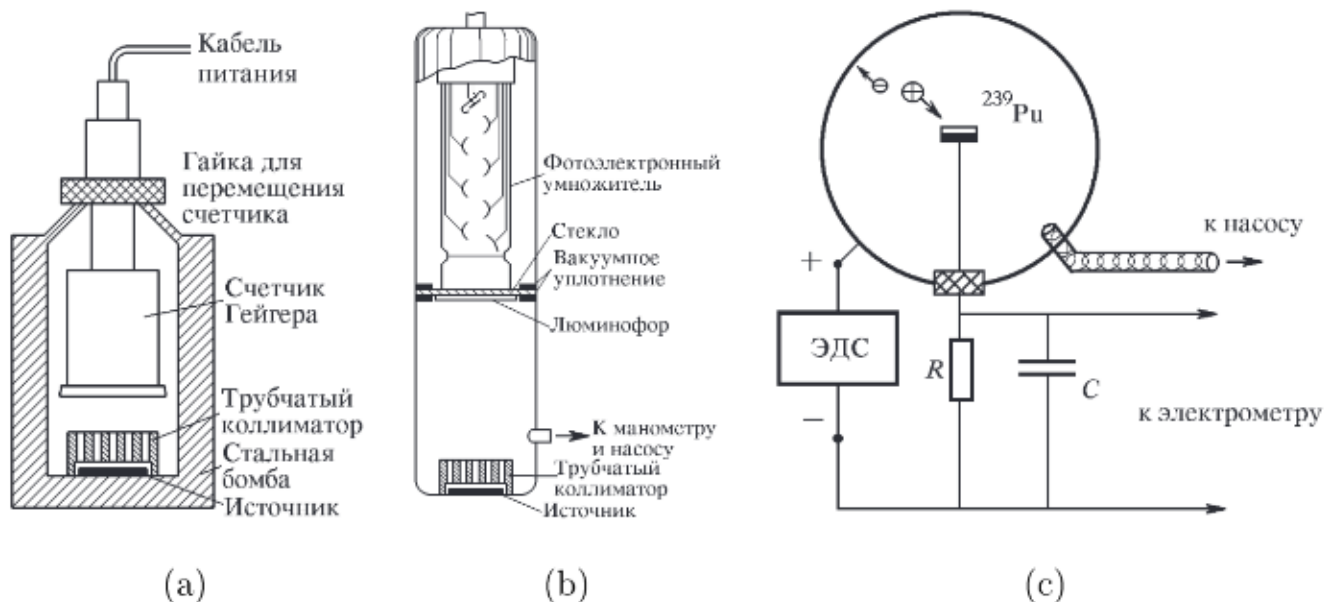 Кабель
питания
Гайка для
перемещения
счетчика
Счетчик
Гейгера
Трубчатый
коллиматор
Стальная
бомба
Источник
(a)
Фотоэлектронный
умножитель
Стекло
Вакуумное
уплотнение
Люминофор
К манометру
и насосу
Трубчатый
коллиматор
Источник
(b)
239Pu
к насосу
+
ЭДС
−
R
C
к электрометру
(c)